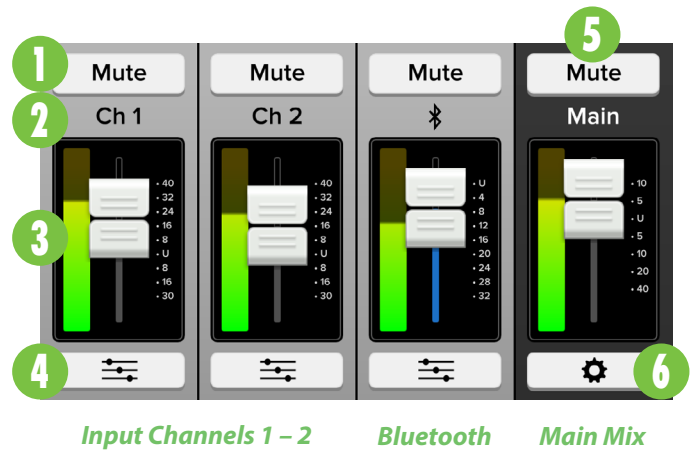 5
1 Mute Mute Mute Mute
2 Ch 1 Ch 2 Main
40 40 U 10
32 32 4 5
24 24 8 U
16 16 12 5
8 8 16 10
U U 20 20
8 8 24 40
16 16 28
30 30 32
3
4 6
Input Channels 1 – 2 Bluetooth Main Mix